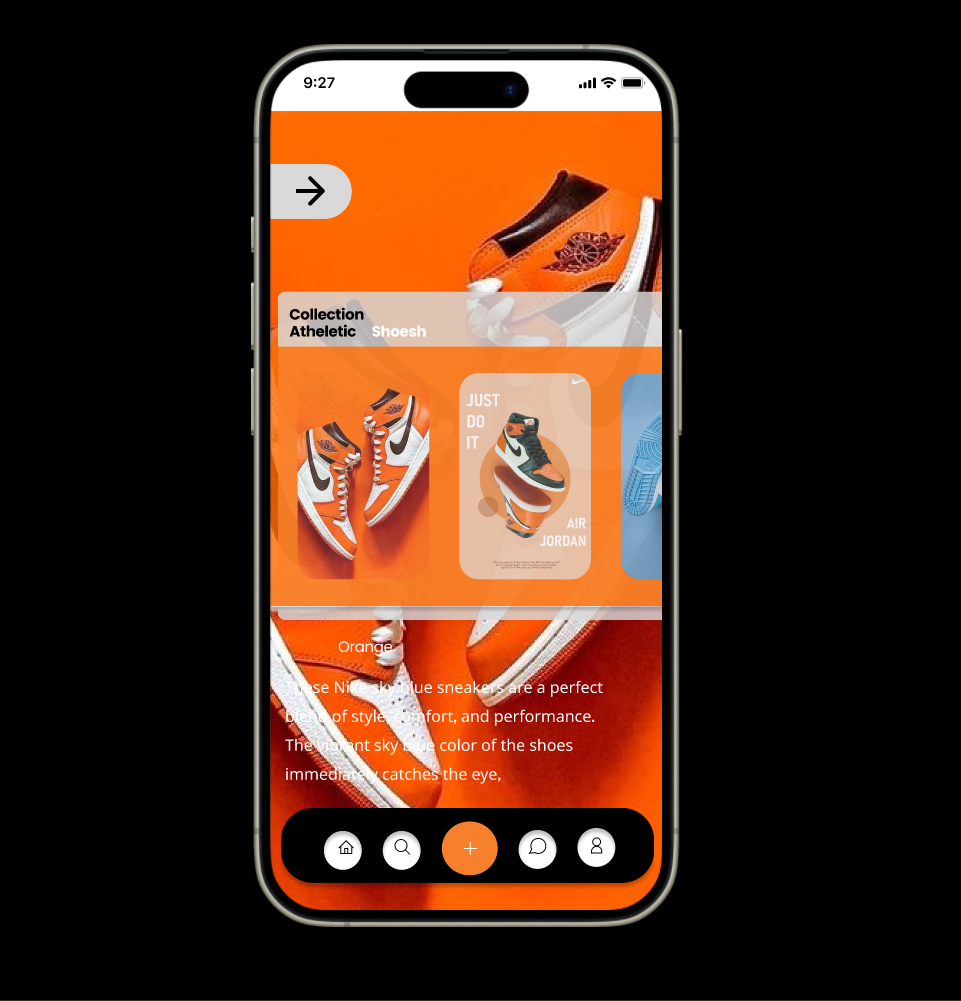 9:27
Collection
Atheletic Shoesh
JUST
DO
IT
AIR
JORDAN
Orange
These Nike sky blue sneakers are a perfect
blend of style, comfort, and performance.
The vibrant sky blue color of the shoes
immediately catches the eye,